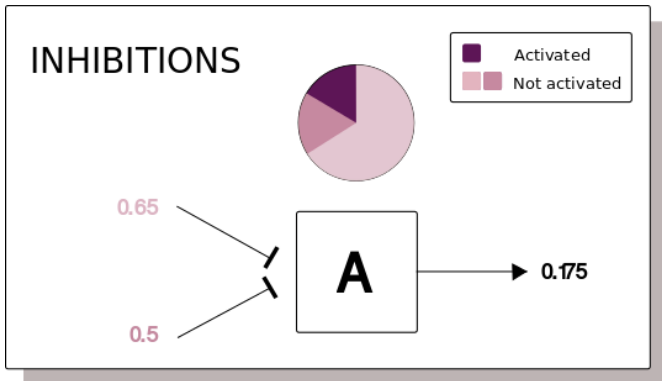 INHIBITIONS
Activated
Not activated
0.65
A
0.175
0.5